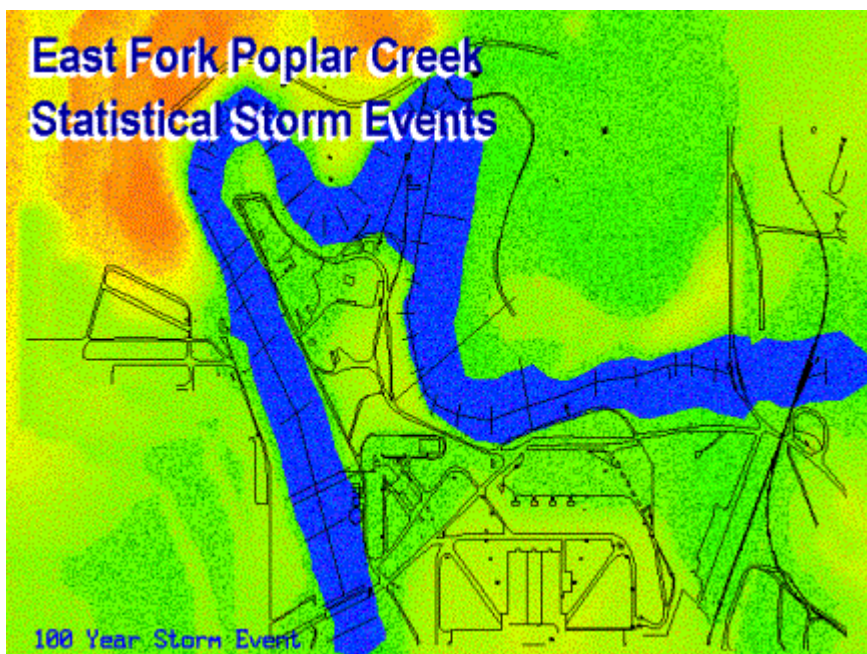 East Fork Poplar Creek
Statistical Storm Events
100 Year Storm Event